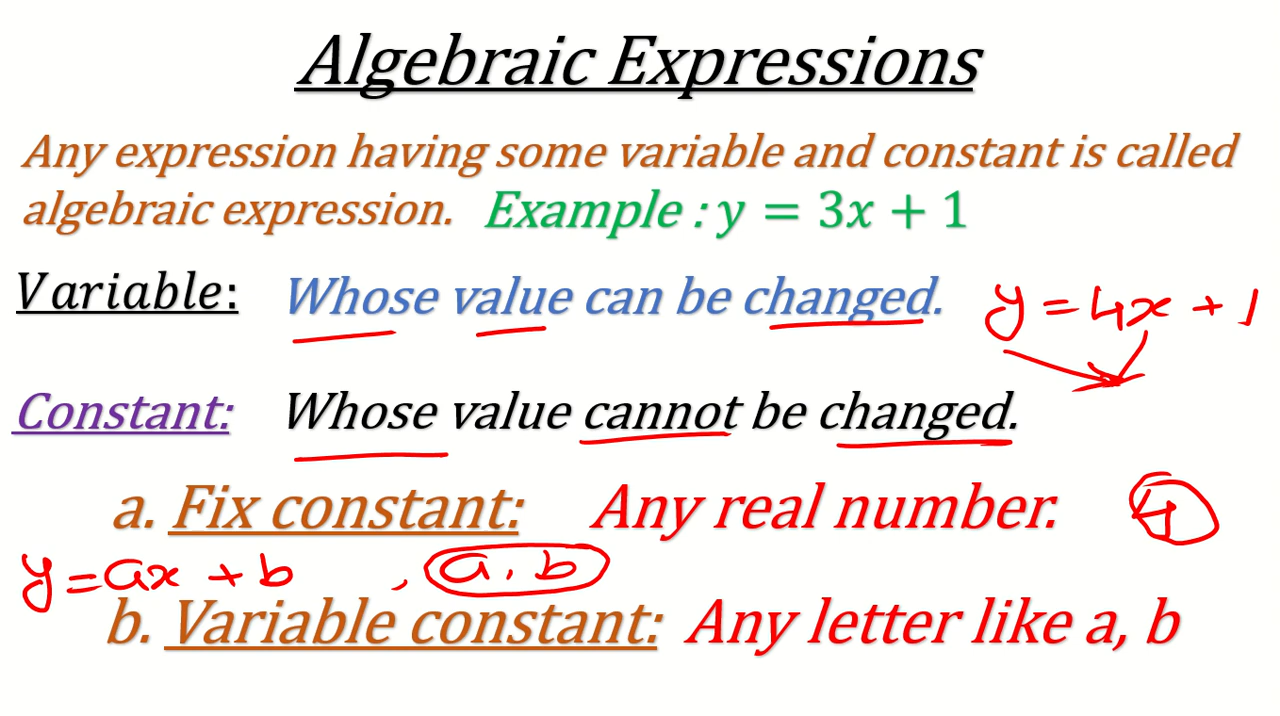 Algebraic Expressions
Any expression having some variable and constant is called
algebraic expression. Example : y = 3x + 1
Variable: Whose value can be changed. y = 4x + 1
Constant: Whose value cannot be changed.
a. Fix constant: Any real number. 4
y = ax + b , a, b
b. Variable constant: Any letter like a, b